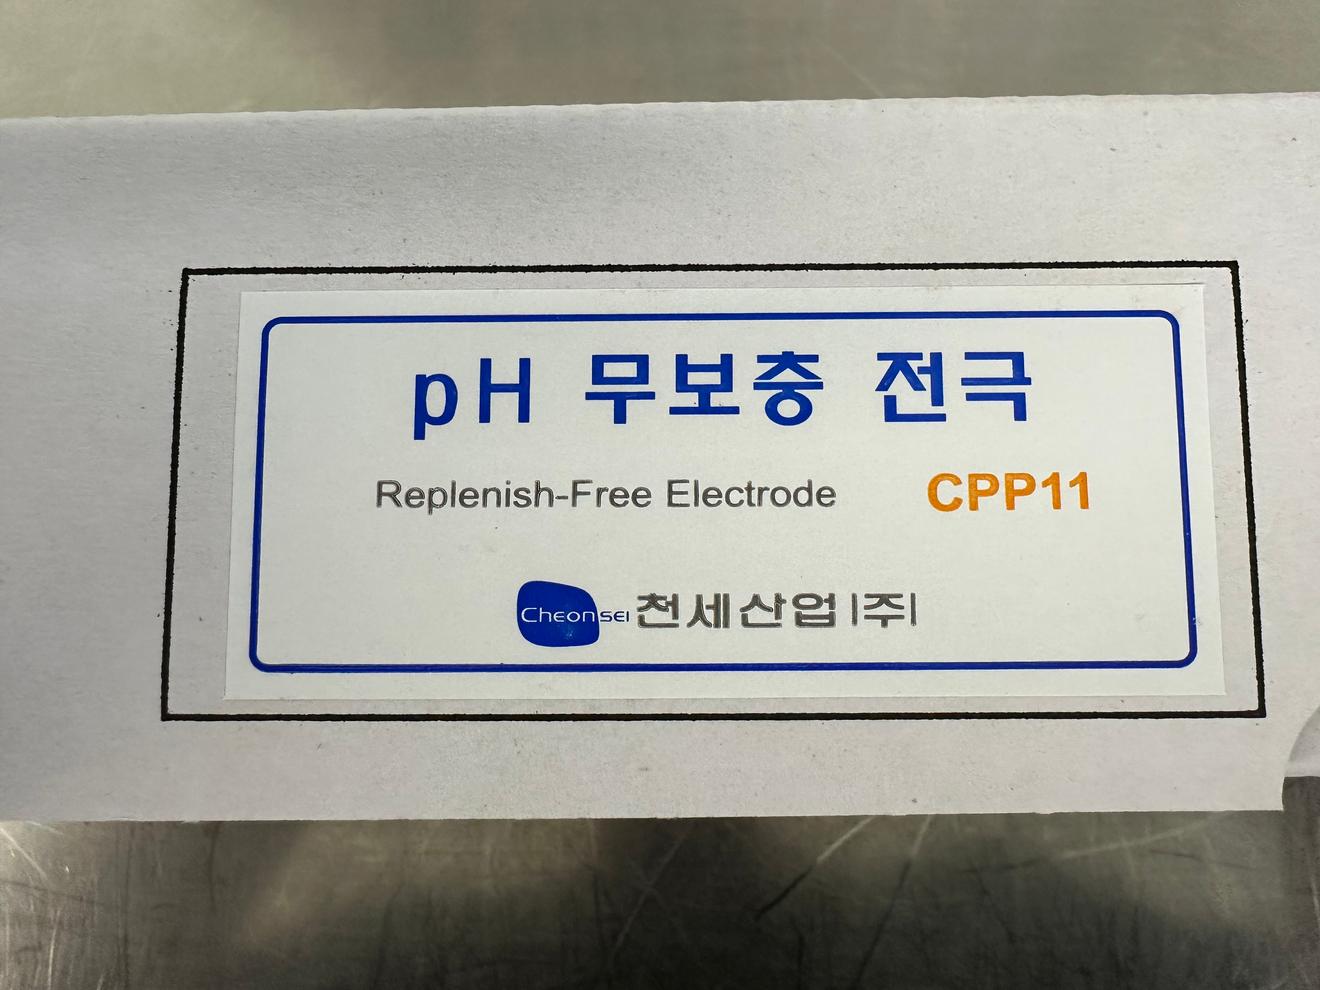 pH 무보충 전극
Replenish-Free Electrode CPP11
Cheonsei 천세산업|주|